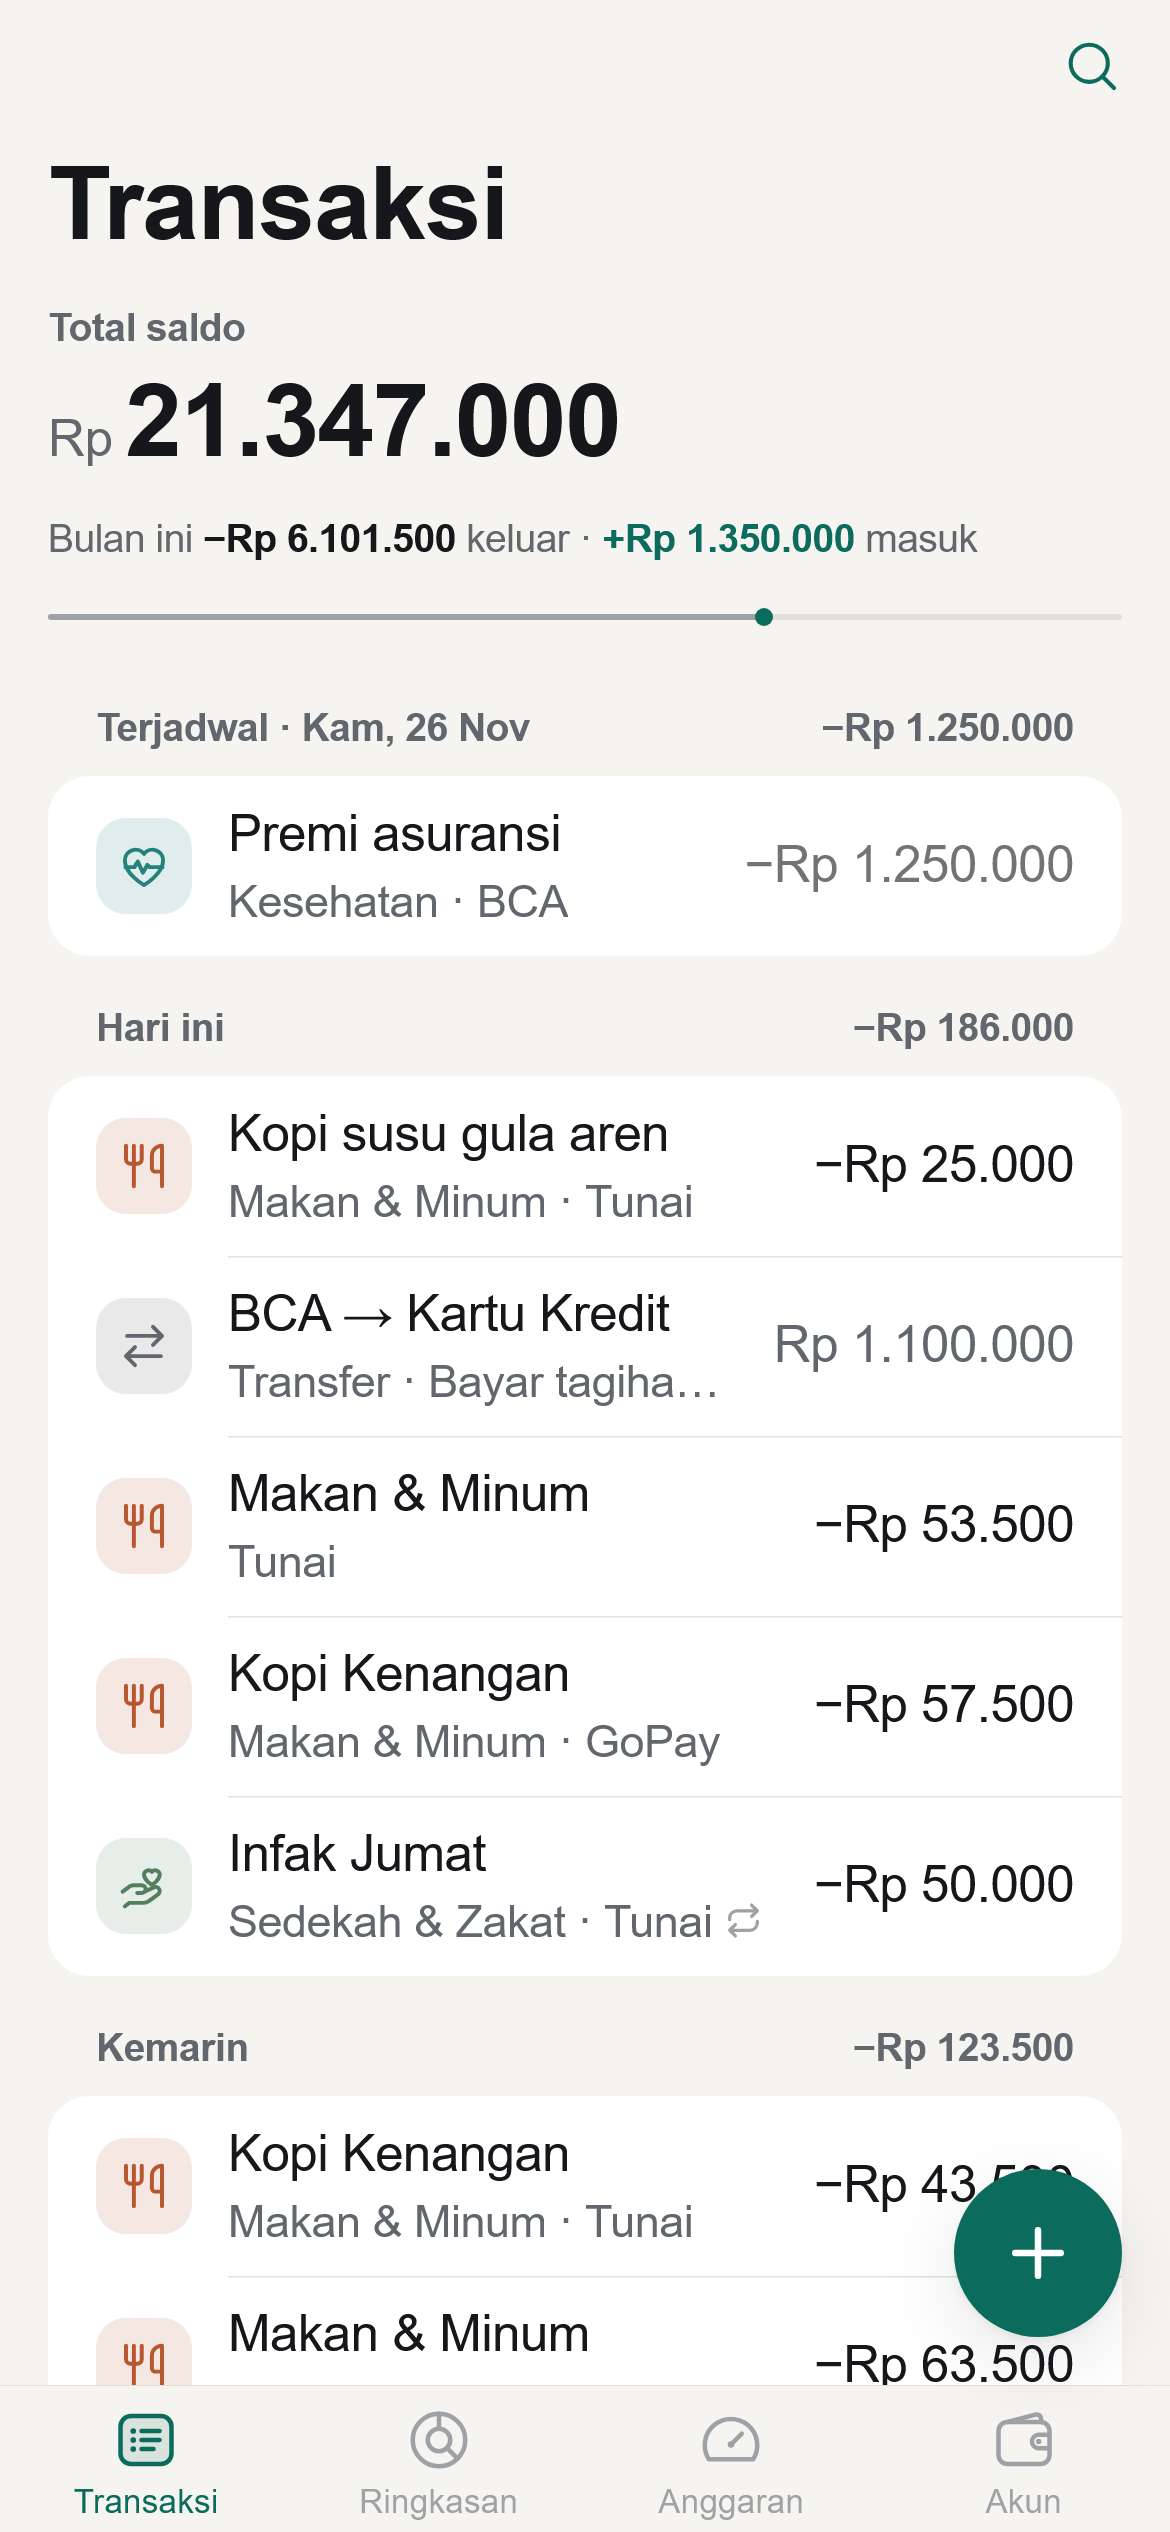 Transaksi
Total saldo
Rp 21.347.000
Bulan ini −Rp 6.101.500 keluar · +Rp 1.350.000 masuk
Terjadwal · Kam, 26 Nov −Rp 1.250.000
Premi asuransi
Kesehatan · BCA
−Rp 1.250.000
Hari ini −Rp 186.000
Kopi susu gula aren
Makan & Minum · Tunai
−Rp 25.000
BCA → Kartu Kredit
Transfer · Bayar tagiha…
Rp 1.100.000
Makan & Minum
Tunai
−Rp 53.500
Kopi Kenangan
Makan & Minum · GoPay
−Rp 57.500
Infak Jumat
Sedekah & Zakat · Tunai
−Rp 50.000
Kemarin −Rp 123.500
Kopi Kenangan
Makan & Minum · Tunai
−Rp 43.500
Makan & Minum
−Rp 63.500
Transaksi
Ringkasan
Anggaran
Akun